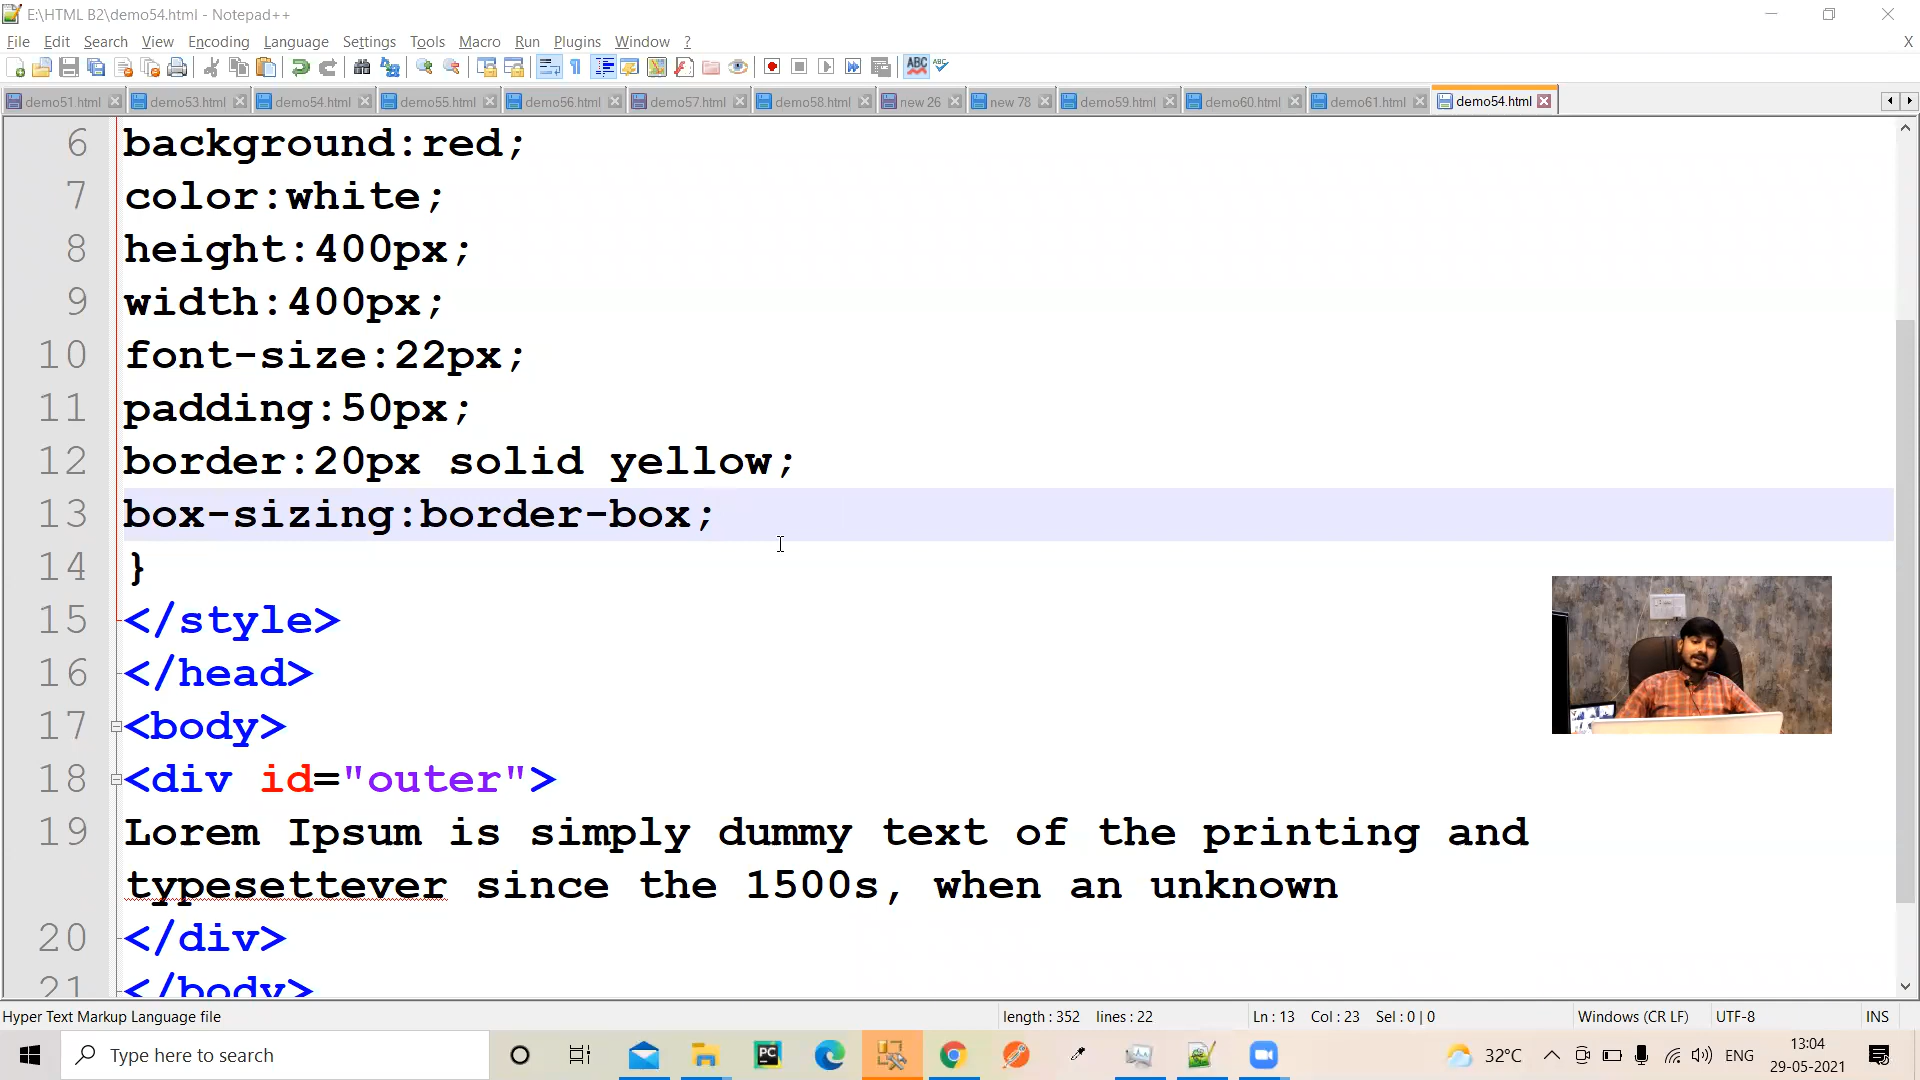 E:\HTML B2\demo54.html - Notepad++
File Edit Search View Encoding Language Settings Tools Macro Run Plugins Window ? X
demo51 html demo53.html demo54.html demo55.html demo56.html demo57.html demo58.html new 26 new 78 demo59.html demo60.html demo61.html demo54.html
6 background:red;
7 color:white;
8 height:400px;
9 width:400px;
10 font-size:22px;
11 padding:50px;
12 border:20px solid yellow;
13 box-sizing:border-box;
14 }
15 </style>
16 </head>
17 <body>
18 <div id="outer">
19 Lorem Ipsum is simply dummy text of the printing and
typesettever since the 1500s, when an unknown
20 </div>
21 </body>
Hyper Text Markup Language file length : 352 lines : 22 Ln : 13 Col : 23 Sel : 0 | 0 Windows (CR LF) UTF-8 INS
Type here to search 32°C ENG 13:04
29-05-2021